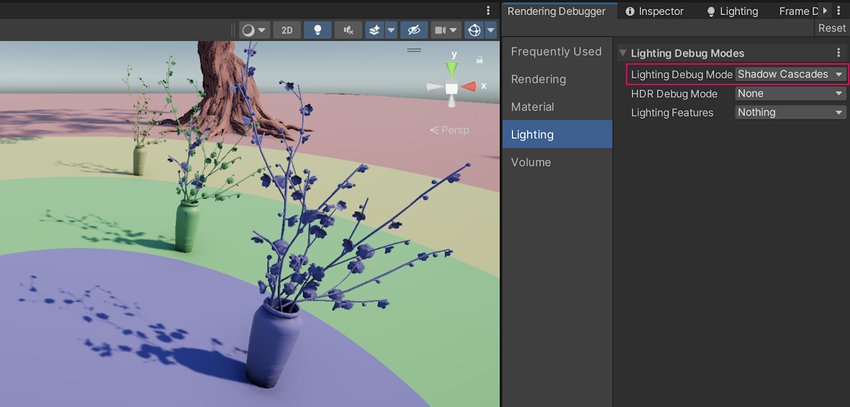 Rendering Debugger
Inspector
Lighting
Frame D
Reset
2D
y
x
Persp
Frequently Used
Rendering
Material
Lighting
Volume
Lighting Debug Modes
Lighting Debug Mode Shadow Cascades
HDR Debug Mode None
Lighting Features Nothing